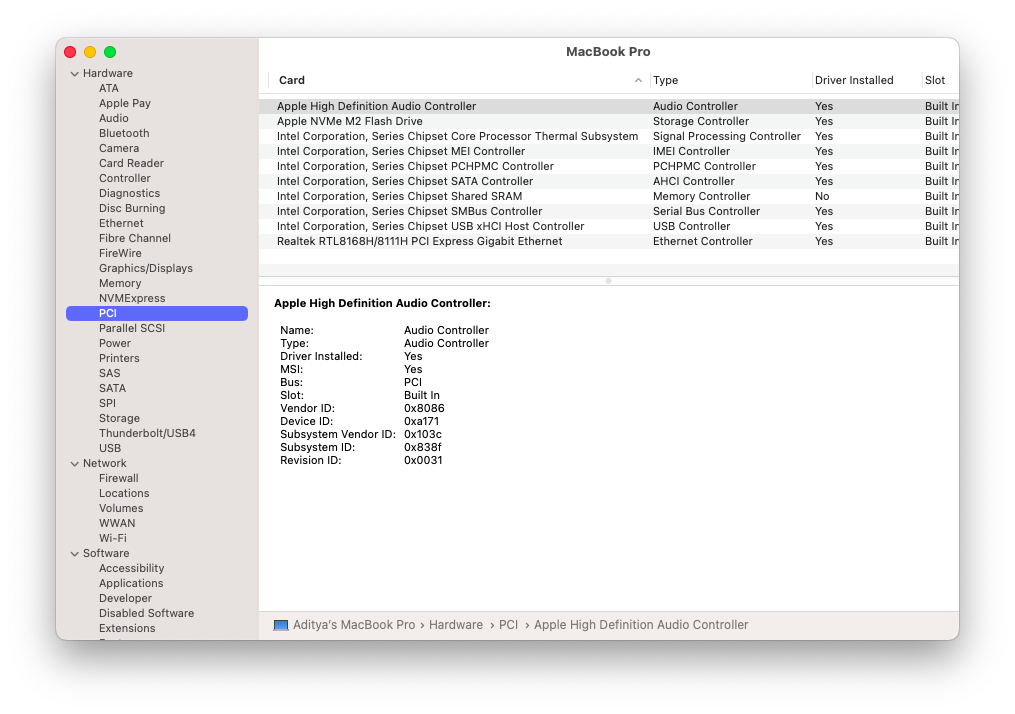 MacBook Pro
Hardware
ATA
Apple Pay
Audio
Bluetooth
Camera
Card Reader
Controller
Diagnostics
Disc Burning
Ethernet
Fibre Channel
FireWire
Graphics/Displays
Memory
NVMExpress
PCI
Parallel SCSI
Power
Printers
SAS
SATA
SPI
Storage
Thunderbolt/USB4
USB
Network
Firewall
Locations
Volumes
WWAN
Wi-Fi
Software
Accessibility
Applications
Developer
Disabled Software
Extensions
Card Type Driver Installed Slot
Apple High Definition Audio Controller Audio Controller Yes Built In
Apple NVMe M2 Flash Drive Storage Controller Yes Built In
Intel Corporation, Series Chipset Core Processor Thermal Subsystem Signal Processing Controller Yes Built In
Intel Corporation, Series Chipset MEI Controller IMEI Controller Yes Built In
Intel Corporation, Series Chipset PCHPMC Controller PCHPMC Controller Yes Built In
Intel Corporation, Series Chipset SATA Controller AHCI Controller Yes Built In
Intel Corporation, Series Chipset Shared SRAM Memory Controller No Built In
Intel Corporation, Series Chipset SMBus Controller Serial Bus Controller Yes Built In
Intel Corporation, Series Chipset USB xHCI Host Controller USB Controller Yes Built In
Realtek RTL8168H/8111H PCI Express Gigabit Ethernet Ethernet Controller Yes Built In
Apple High Definition Audio Controller:
Name: Audio Controller
Type: Audio Controller
Driver Installed: Yes
MSI: Yes
Bus: PCI
Slot: Built In
Vendor ID: 0x8086
Device ID: 0xa171
Subsystem Vendor ID: 0x103c
Subsystem ID: 0x838f
Revision ID: 0x0031
Aditya's MacBook Pro › Hardware › PCI › Apple High Definition Audio Controller